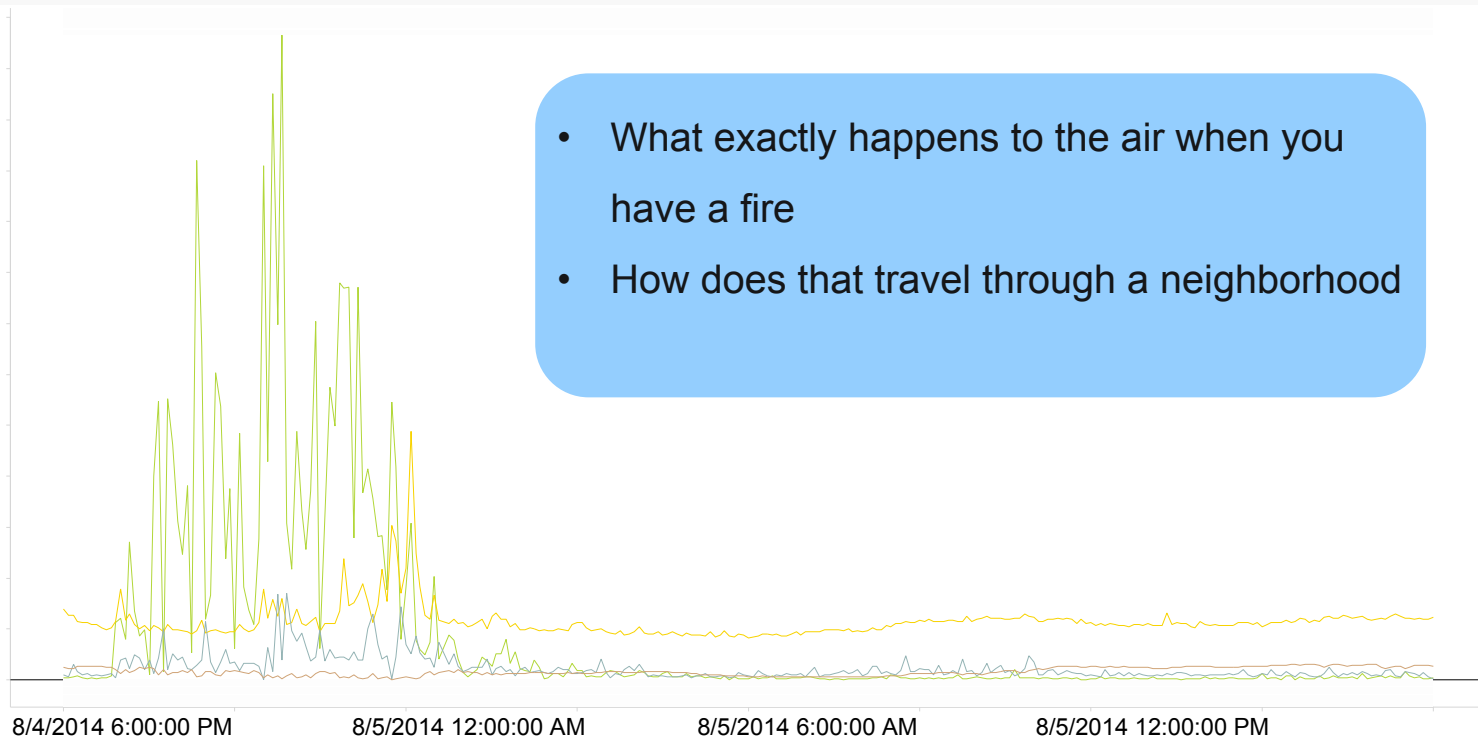 • What exactly happens to the air when you
have a fire
• How does that travel through a neighborhood
8/4/2014 6:00:00 PM 8/5/2014 12:00:00 AM 8/5/2014 6:00:00 AM 8/5/2014 12:00:00 PM